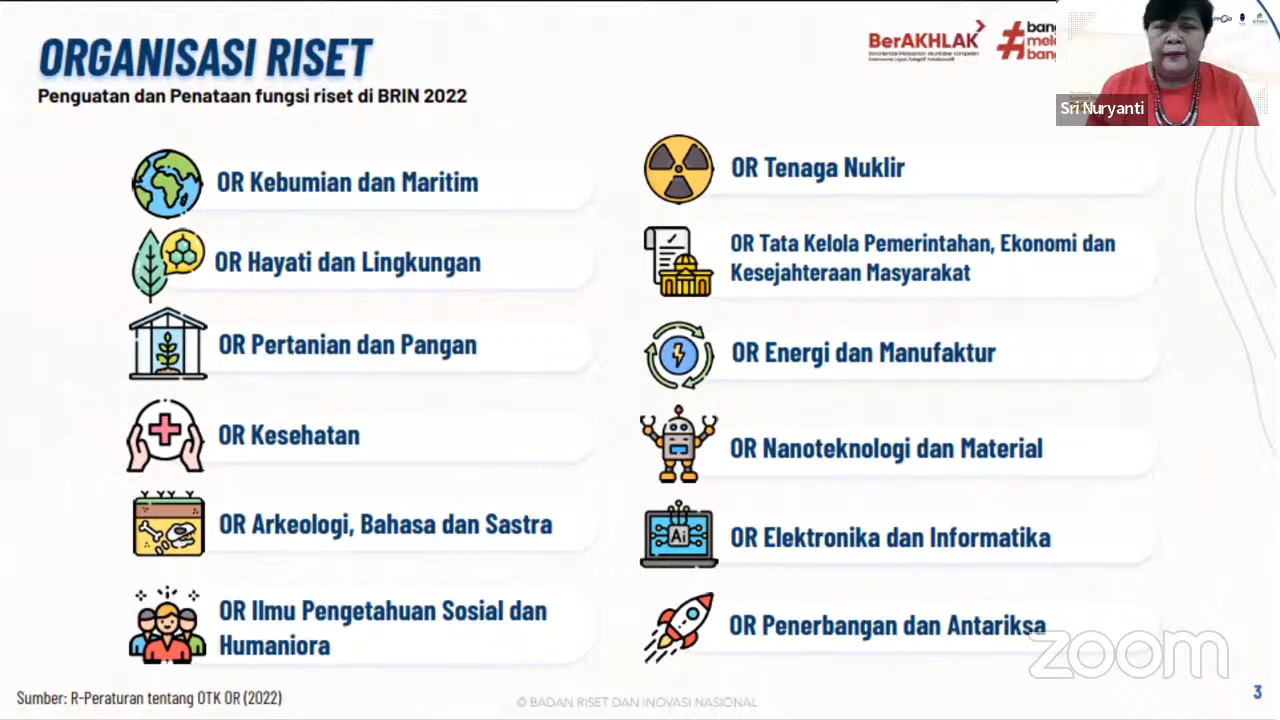 ORGANISASI RISET
Penguatan dan Penataan fungsi riset di BRIN 2022
BerAKHLAK
bang
mela
bang
Sri Nuryanti
OR Kebumian dan Maritim
OR Hayati dan Lingkungan
OR Pertanian dan Pangan
OR Kesehatan
OR Arkeologi, Bahasa dan Sastra
OR Ilmu Pengetahuan Sosial dan
Humaniora
OR Tenaga Nuklir
OR Tata Kelola Pemerintahan, Ekonomi dan
Kesejahteraan Masyarakat
OR Energi dan Manufaktur
OR Nanoteknologi dan Material
Ai
OR Elektronika dan Informatika
OR Penerbangan dan Antariksa
zoom
Sumber: R-Peraturan tentang OTK OR (2022)
© BADAN RISET DAN INOVASI NASIONAL
3